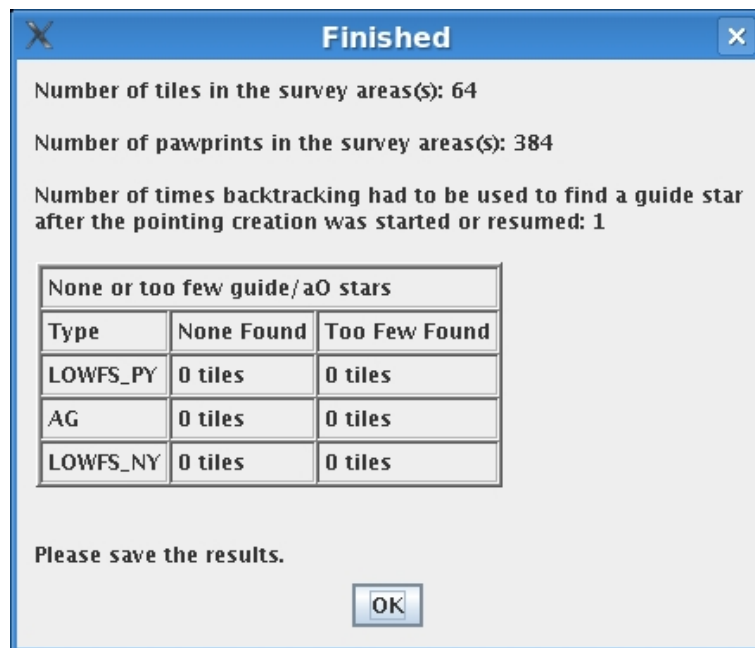 Finished
Number of tiles in the survey areas(s): 64
Number of pawprints in the survey areas(s): 384
Number of times backtracking had to be used to find a guide star
after the pointing creation was started or resumed: 1
None or too few guide/aO stars
Type None Found Too Few Found
LOWFS_PY 0 tiles 0 tiles
AG 0 tiles 0 tiles
LOWFS_NY 0 tiles 0 tiles
Please save the results.
OK